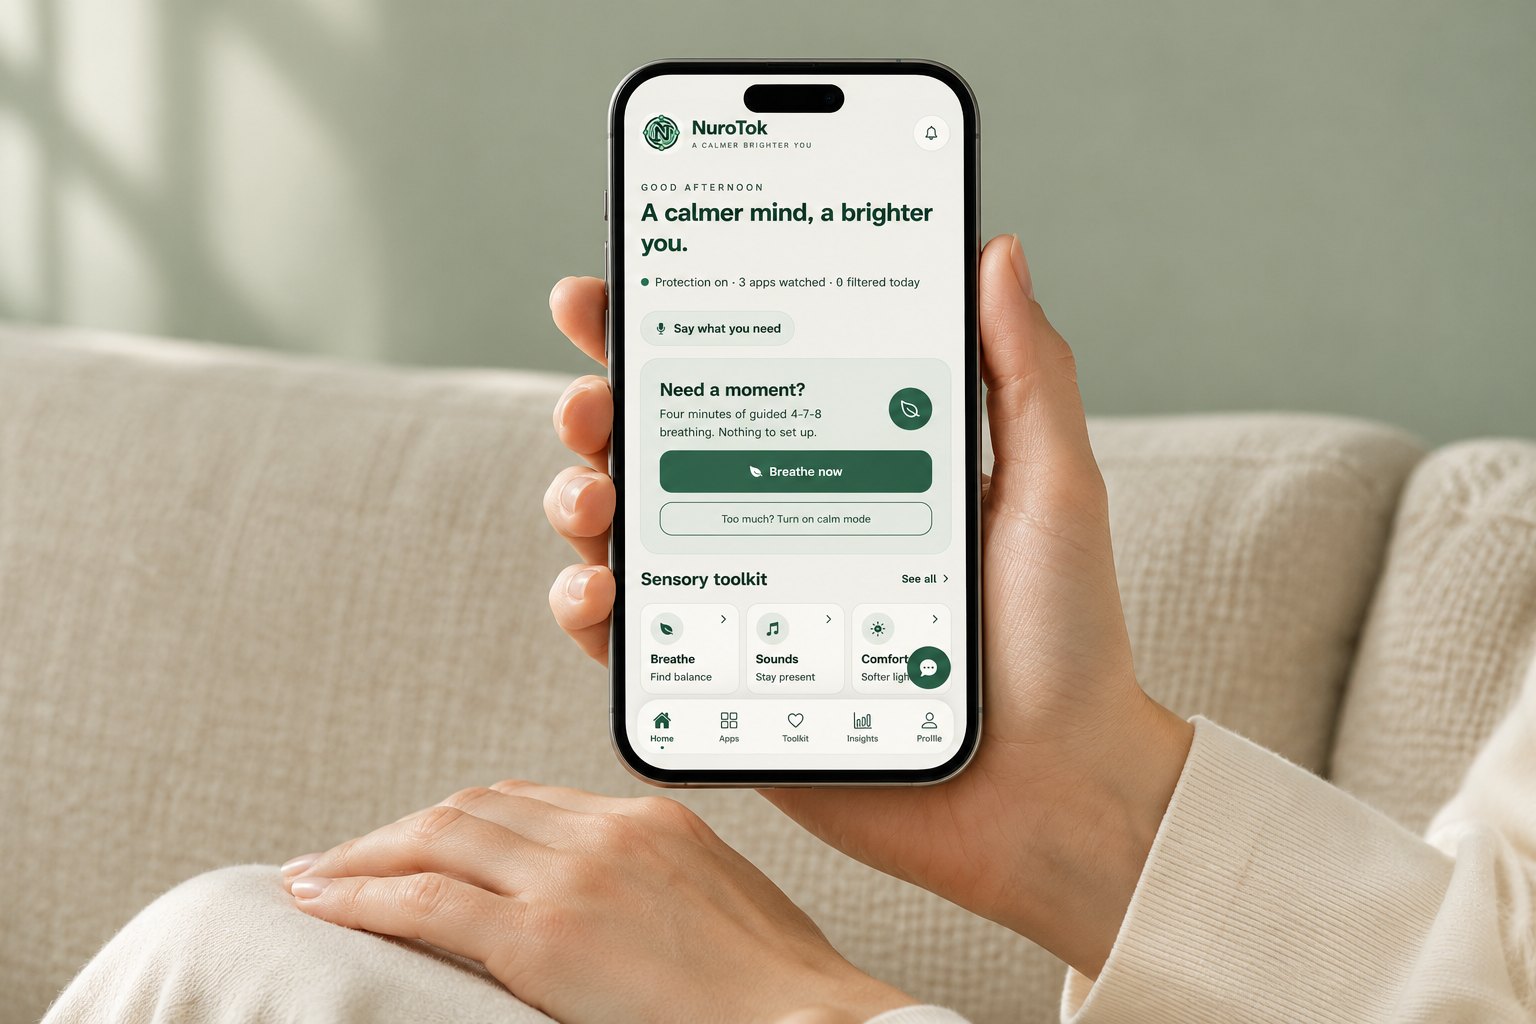 NuroTok
A CALMER BRIGHTER YOU
GOOD AFTERNOON
A calmer mind, a brighter
you.
Protection on · 3 apps watched · 0 filtered today
Say what you need
Need a moment?
Four minutes of guided 4-7-8
breathing. Nothing to set up.
Breathe now
Too much? Turn on calm mode
Sensory toolkit
See all
Breathe
Find balance
Sounds
Stay present
Comfort
Softer ligh
Home
Apps
Toolkit
Insights
Profile